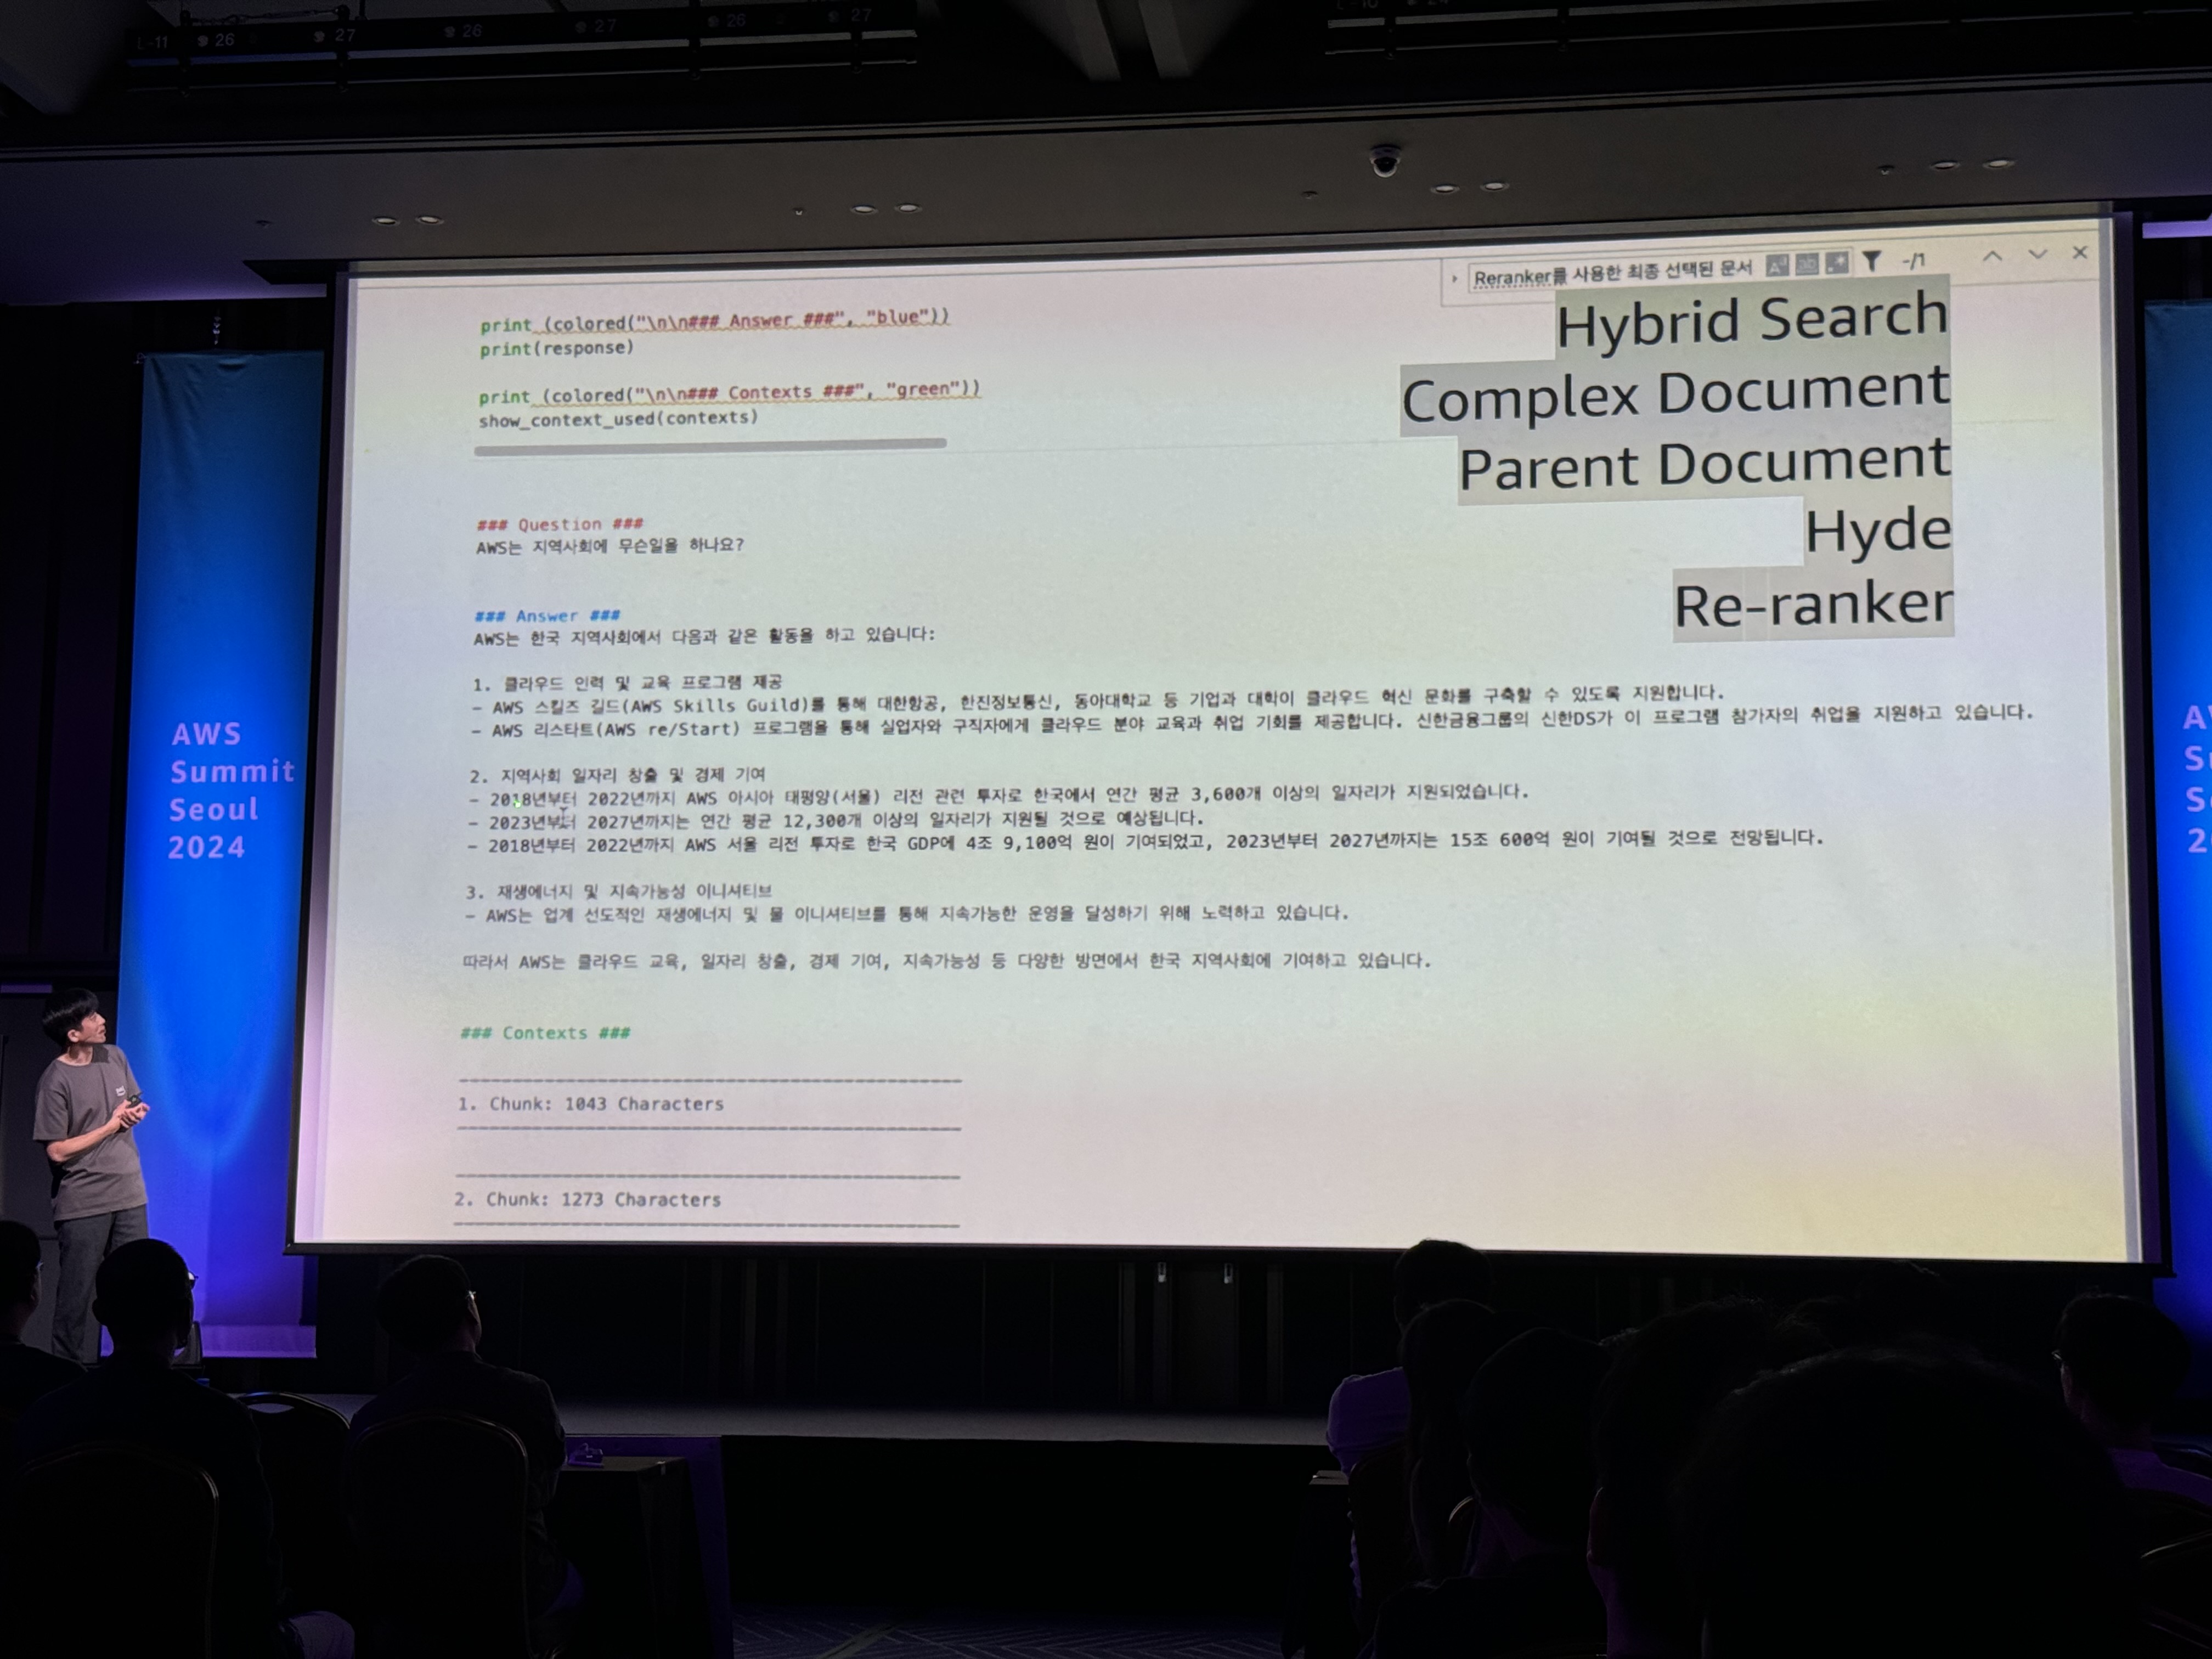 L-11 26 27 26 27 26 27
Reranker를 사용한 최종 선택된 문서 -/1
print (colored("\n\n### Answer ###", "blue"))
print(response)
print (colored("\n\n### Contexts ###", "green"))
show_context_used(contexts)
Hybrid Search
Complex Document
Parent Document
Hyde
Re-ranker
### Question ###
AWS는 지역사회에 무슨일을 하나요?
### Answer ###
AWS는 한국 지역사회에서 다음과 같은 활동을 하고 있습니다:
1. 클라우드 인력 및 교육 프로그램 제공
- AWS 스킬즈 길드(AWS Skills Guild)를 통해 대한항공, 한진정보통신, 동아대학교 등 기업과 대학이 클라우드 혁신 문화를 구축할 수 있도록 지원합니다.
- AWS 리스타트(AWS re/Start) 프로그램을 통해 실업자와 구직자에게 클라우드 분야 교육과 취업 기회를 제공합니다. 신한금융그룹의 신한DS가 이 프로그램 참가자의 취업을 지원하고 있습니다.
2. 지역사회 일자리 창출 및 경제 기여
- 2018년부터 2022년까지 AWS 아시아 태평양(서울) 리전 관련 투자로 한국에서 연간 평균 3,600개 이상의 일자리가 지원되었습니다.
- 2023년부터 2027년까지는 연간 평균 12,300개 이상의 일자리가 지원될 것으로 예상됩니다.
- 2018년부터 2022년까지 AWS 서울 리전 투자로 한국 GDP에 4조 9,100억 원이 기여되었고, 2023년부터 2027년까지는 15조 600억 원이 기여될 것으로 전망됩니다.
3. 재생에너지 및 지속가능성 이니셔티브
- AWS는 업계 선도적인 재생에너지 및 물 이니셔티브를 통해 지속가능한 운영을 달성하기 위해 노력하고 있습니다.
따라서 AWS는 클라우드 교육, 일자리 창출, 경제 기여, 지속가능성 등 다양한 방면에서 한국 지역사회에 기여하고 있습니다.
### Contexts ###
1. Chunk: 1043 Characters
2. Chunk: 1273 Characters
AWS
Summit
Seoul
2024